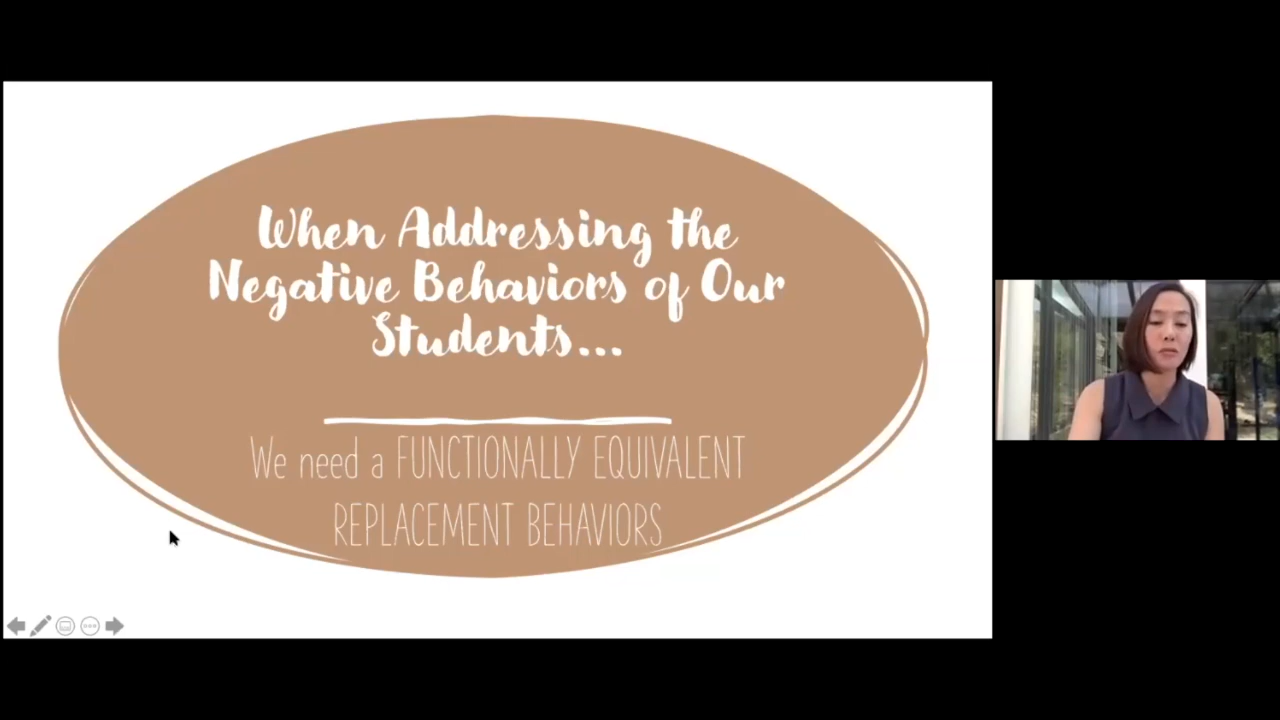 When Addressing the
Negative Behaviors of Our
Students...
We need a FUNCTIONALLY EQUIVALENT
REPLACEMENT BEHAVIORS